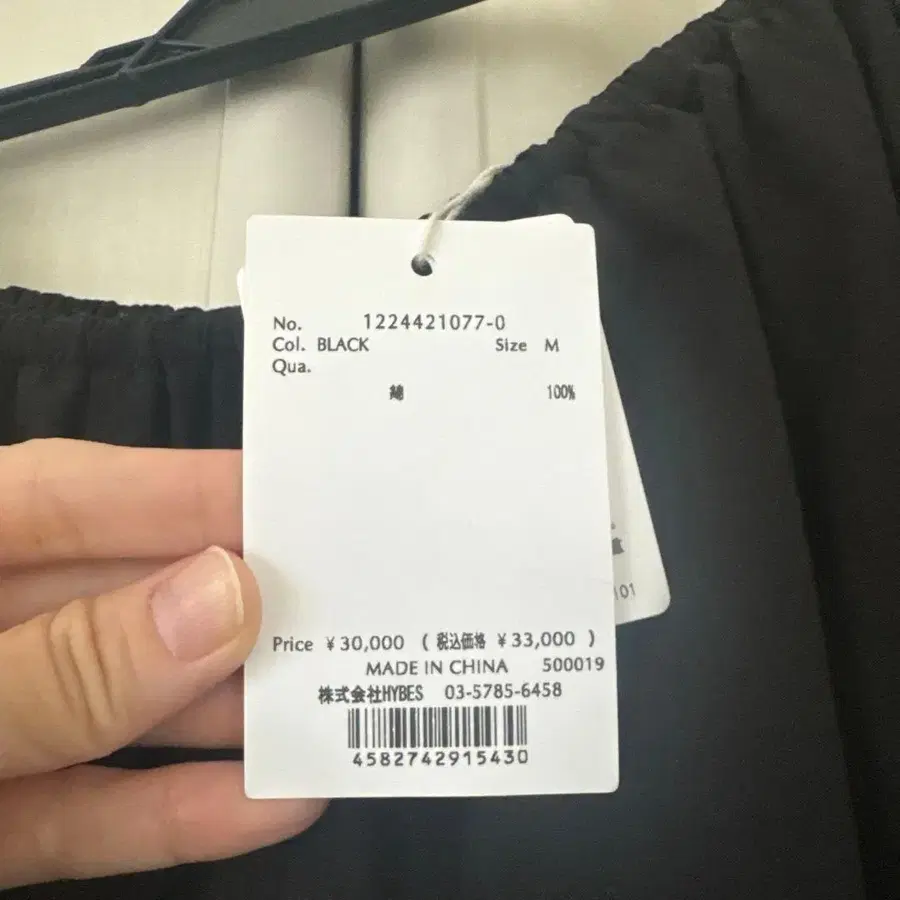 No. 1224421077-0
Col. BLACK Size M
Qua.
綿 100%
Price ¥30,000 ( 税込価格 ¥33,000 )
MADE IN CHINA 500019
株式会社HYBES 03-5785-6458
4582742915430
101